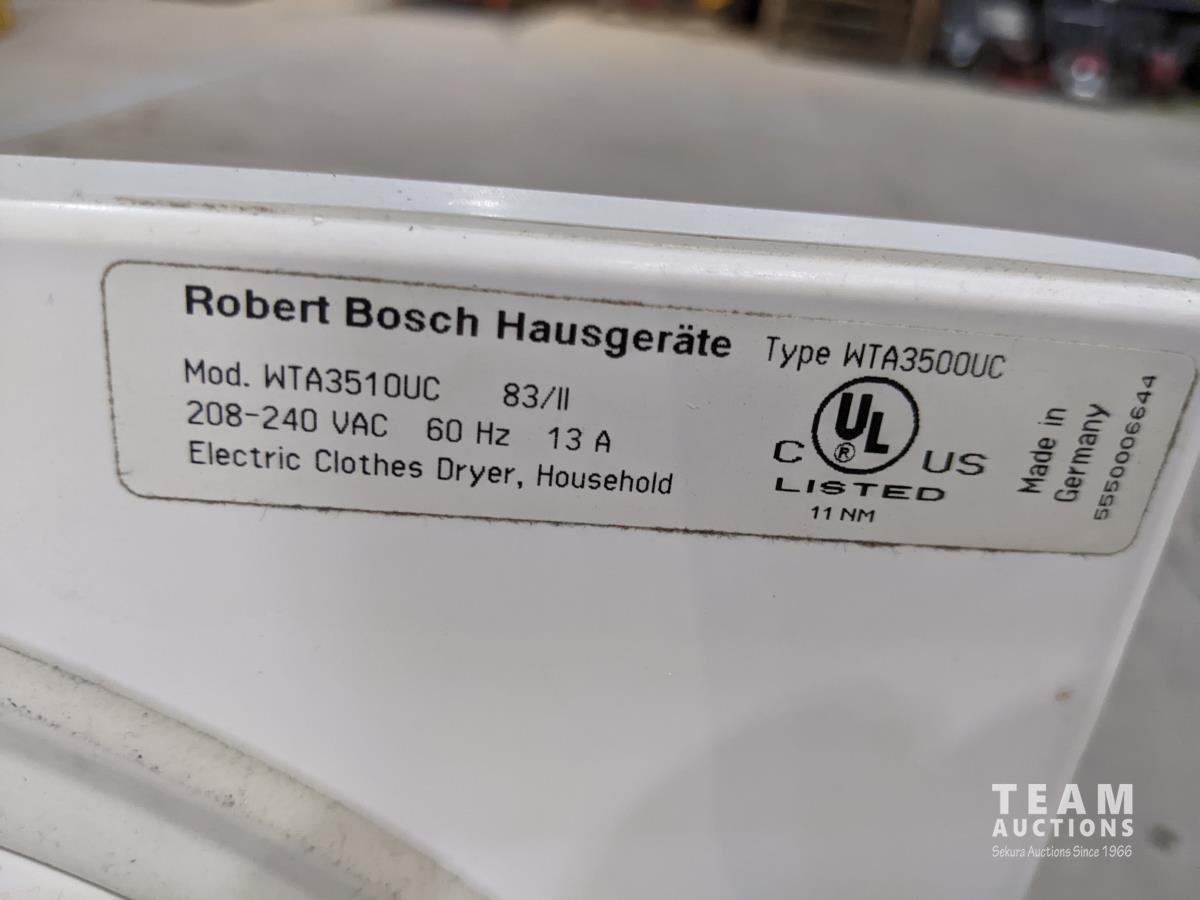 Robert Bosch Hausgeräte Type WTA3500UC
Mod. WTA3510UC 83/II
208-240 VAC 60 Hz 13 A
Electric Clothes Dryer, Household
C UL® US
LISTED
11 NM
Made in
Germany
5550006644
TEAM
AUCTIONS
Sekura Auctions Since 1966